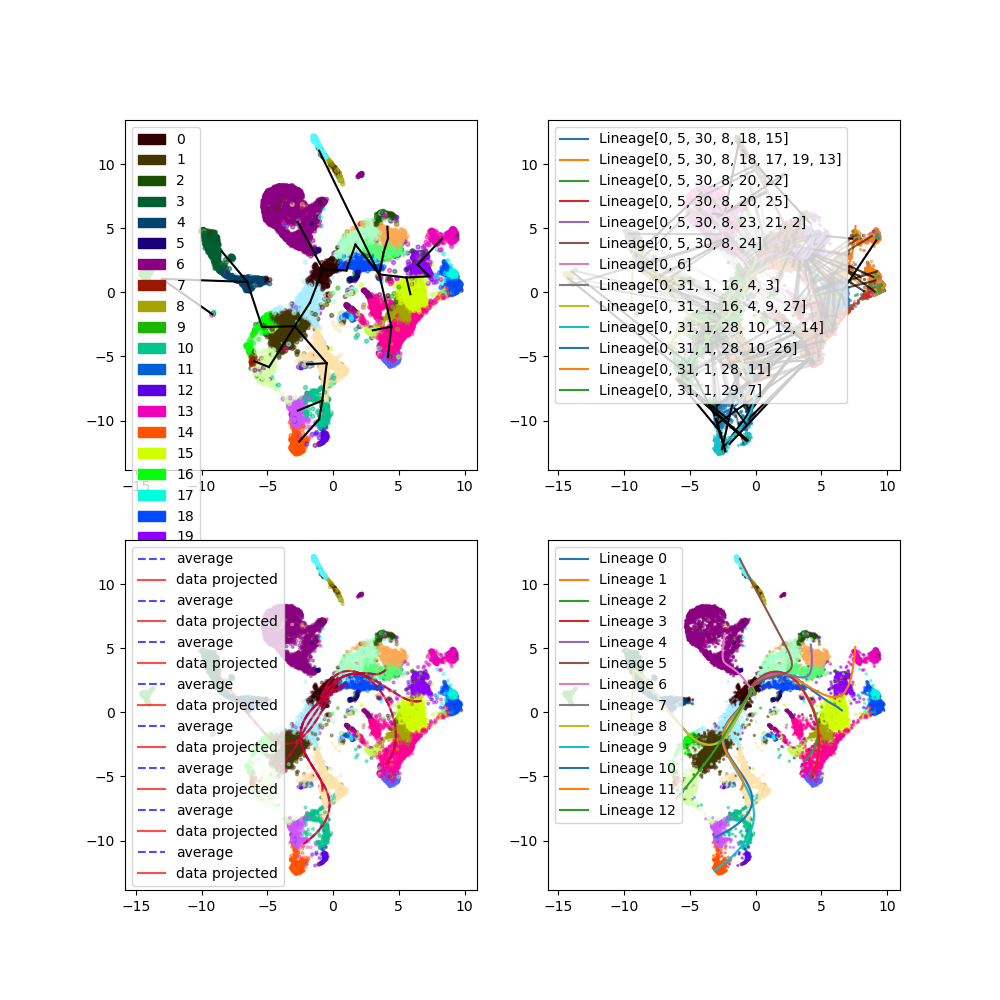 0
1
2
3
4
5
6
7
8
9
10
11
12
13
14
15
16
17
18
19
10
5
0
−5
−10
−15
−10
−5
0
5
10
Lineage[0, 5, 30, 8, 18, 15]
Lineage[0, 5, 30, 8, 18, 17, 19, 13]
Lineage[0, 5, 30, 8, 20, 22]
Lineage[0, 5, 30, 8, 20, 25]
Lineage[0, 5, 30, 8, 23, 21, 2]
Lineage[0, 5, 30, 8, 24]
Lineage[0, 6]
Lineage[0, 31, 1, 16, 4, 3]
Lineage[0, 31, 1, 16, 4, 9, 27]
Lineage[0, 31, 1, 28, 10, 12, 14]
Lineage[0, 31, 1, 28, 10, 26]
Lineage[0, 31, 1, 28, 11]
Lineage[0, 31, 1, 29, 7]
10
5
0
−5
−10
−15
−10
−5
0
5
10
average
data projected
average
data projected
average
data projected
average
data projected
average
data projected
average
data projected
average
data projected
average
data projected
10
5
0
−5
−10
−15
−10
−5
0
5
10
Lineage 0
Lineage 1
Lineage 2
Lineage 3
Lineage 4
Lineage 5
Lineage 6
Lineage 7
Lineage 8
Lineage 9
Lineage 10
Lineage 11
Lineage 12
10
5
0
−5
−10
−15
−10
−5
0
5
10